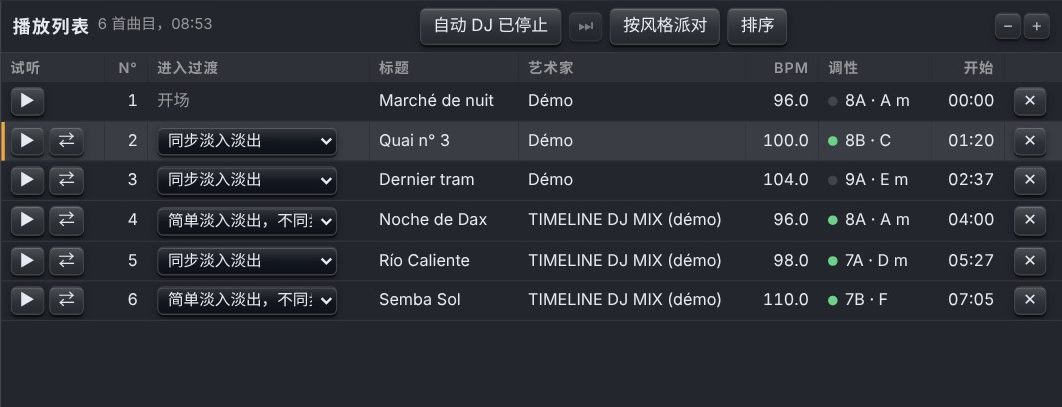 播放列表 6 首曲目，08:53 自动 DJ 已停止 按风格派对 排序
试听 N° 进入过渡 标题 艺术家 BPM 调性 开始
1 开场 Marché de nuit Démo 96.0 8A · A m 00:00
2 同步淡入淡出 Quai n° 3 Démo 100.0 8B · C 01:20
3 同步淡入淡出 Dernier tram Démo 104.0 9A · E m 02:37
4 简单淡入淡出，不同 Noche de Dax TIMELINE DJ MIX (démo) 96.0 8A · A m 04:00
5 同步淡入淡出 Río Caliente TIMELINE DJ MIX (démo) 98.0 7A · D m 05:27
6 简单淡入淡出，不同 Semba Sol TIMELINE DJ MIX (démo) 110.0 7B · F 07:05